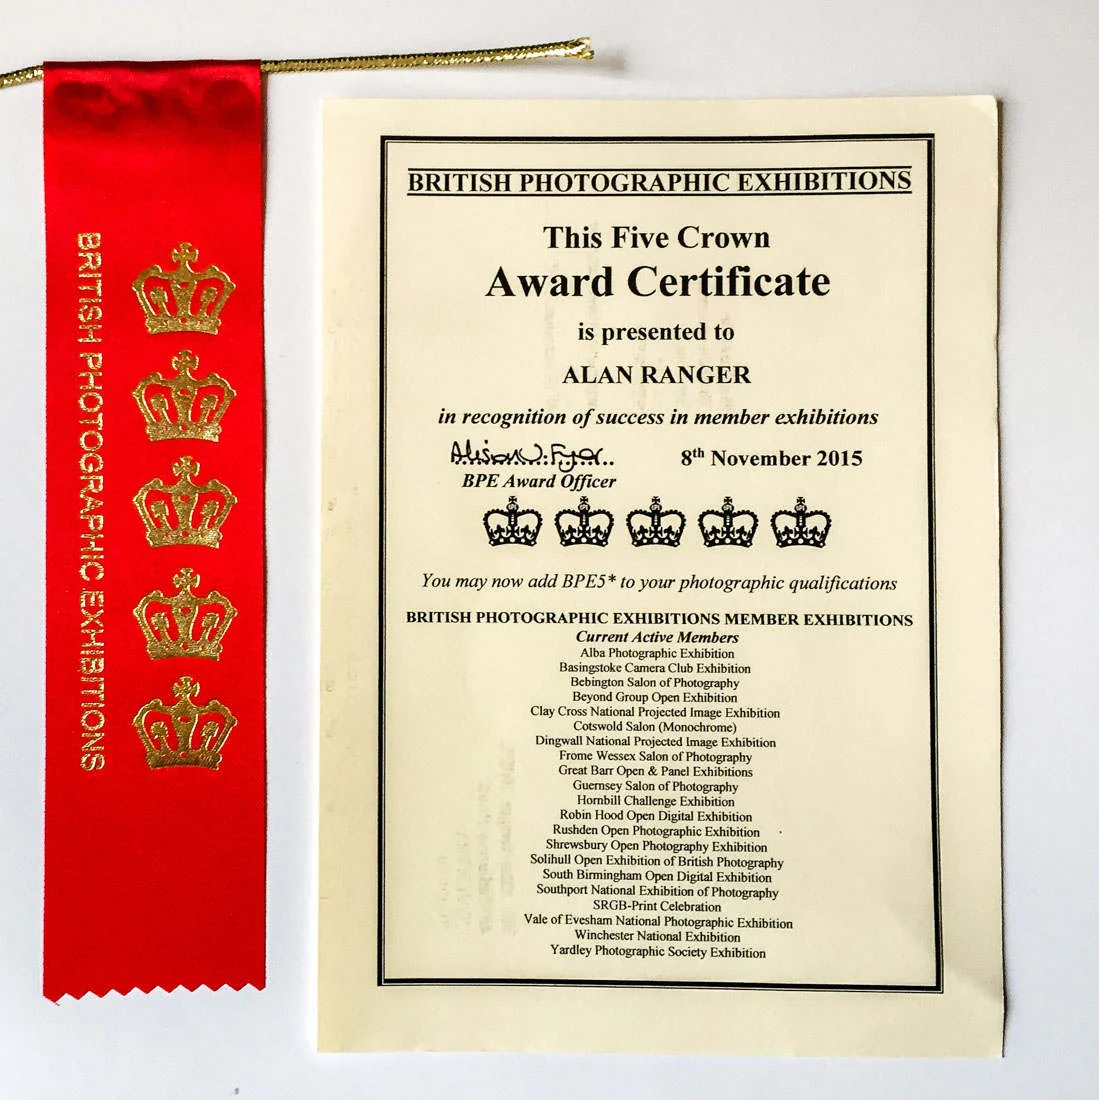 BRITISH PHOTOGRAPHIC EXHIBITIONS
BRITISH PHOTOGRAPHIC EXHIBITIONS
This Five Crown
Award Certificate
is presented to
ALAN RANGER
in recognition of success in member exhibitions
8th November 2015
BPE Award Officer
You may now add BPE5* to your photographic qualifications
BRITISH PHOTOGRAPHIC EXHIBITIONS MEMBER EXHIBITIONS
Current Active Members
Alba Photographic Exhibition
Basingstoke Camera Club Exhibition
Bebington Salon of Photography
Beyond Group Open Exhibition
Clay Cross National Projected Image Exhibition
Cotswold Salon (Monochrome)
Dingwall National Projected Image Exhibition
Frome Wessex Salon of Photography
Great Barr Open & Panel Exhibitions
Guernsey Salon of Photography
Hornbill Challenge Exhibition
Robin Hood Open Digital Exhibition
Rushden Open Photographic Exhibition
Shrewsbury Open Photography Exhibition
Solihull Open Exhibition of British Photography
South Birmingham Open Digital Exhibition
Southport National Exhibition of Photography
SRGB-Print Celebration
Vale of Evesham National Photographic Exhibition
Winchester National Exhibition
Yardley Photographic Society Exhibition